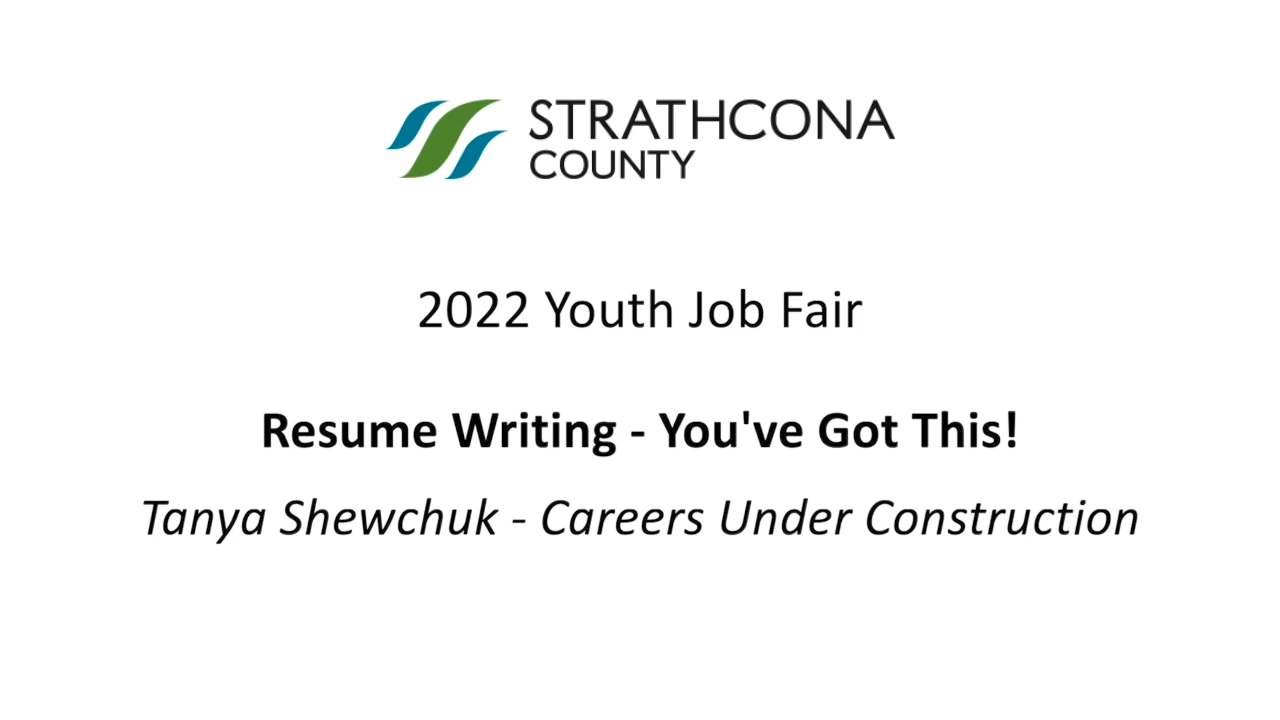 STRATHCONA
COUNTY
2022 Youth Job Fair
Resume Writing - You've Got This!
Tanya Shewchuk - Careers Under Construction